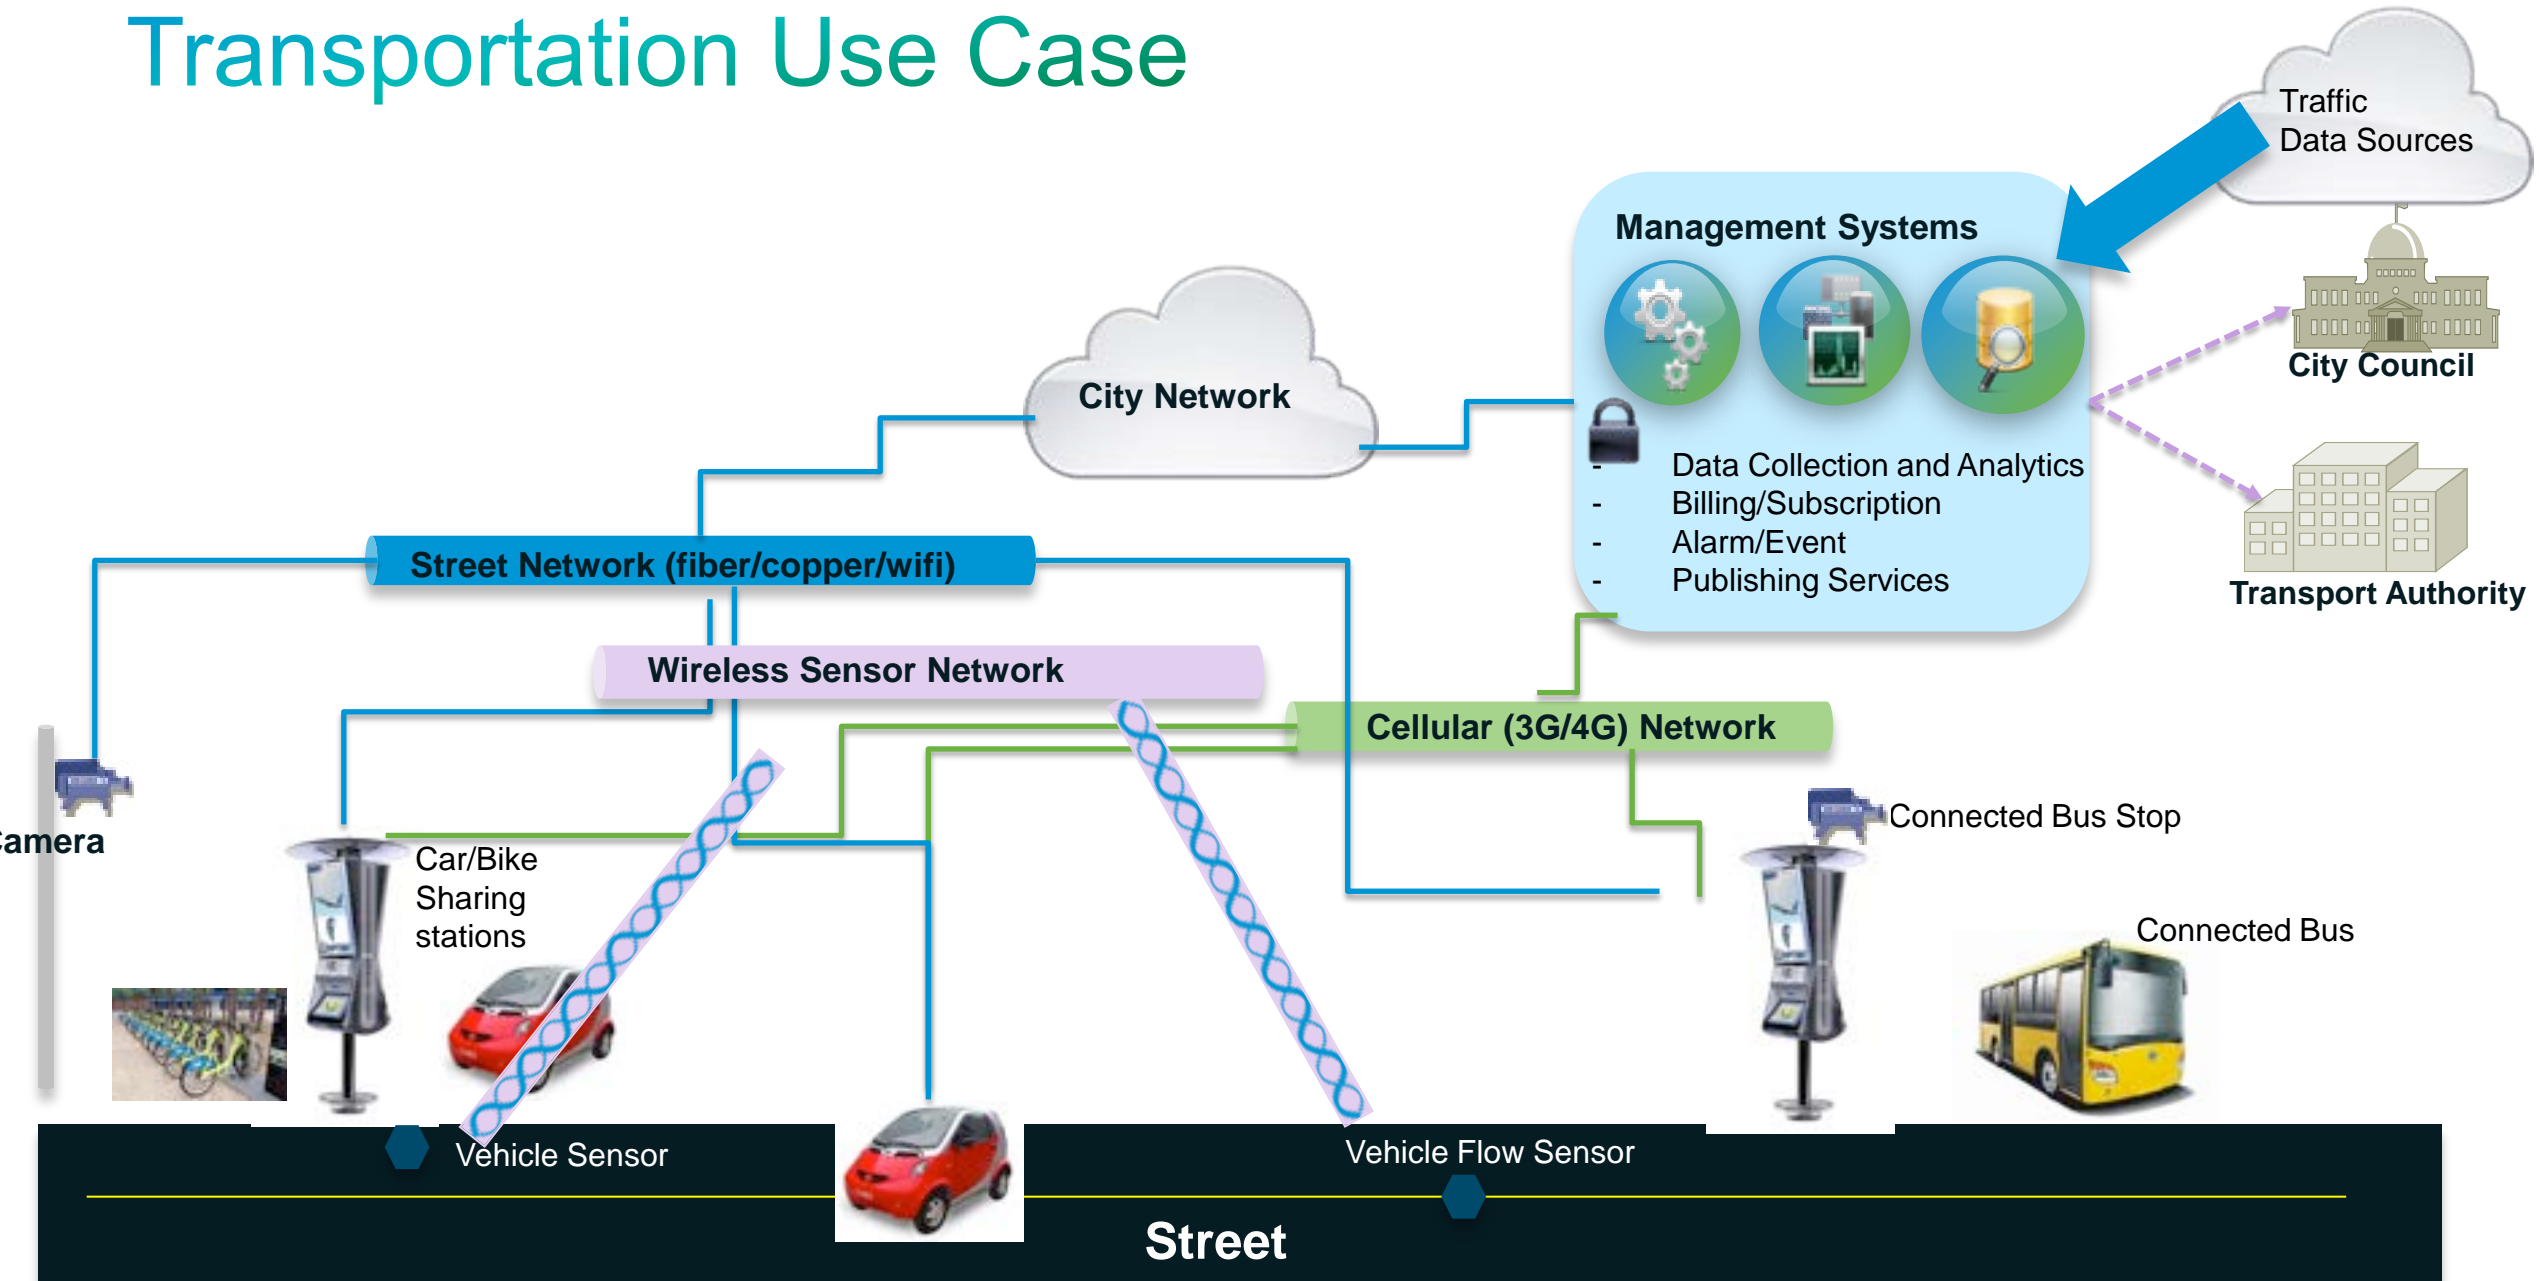 Transportation Use Case
Traffic
Data Sources
Management Systems
City Council
City Network
- Data Collection and Analytics
- Billing/Subscription
- Alarm/Event
- Publishing Services
Transport Authority
Street Network (fiber/copper/wifi)
Wireless Sensor Network
Cellular (3G/4G) Network
Camera
Connected Bus Stop
Car/Bike
Sharing
stations
Connected Bus
Vehicle Sensor
Vehicle Flow Sensor
Street